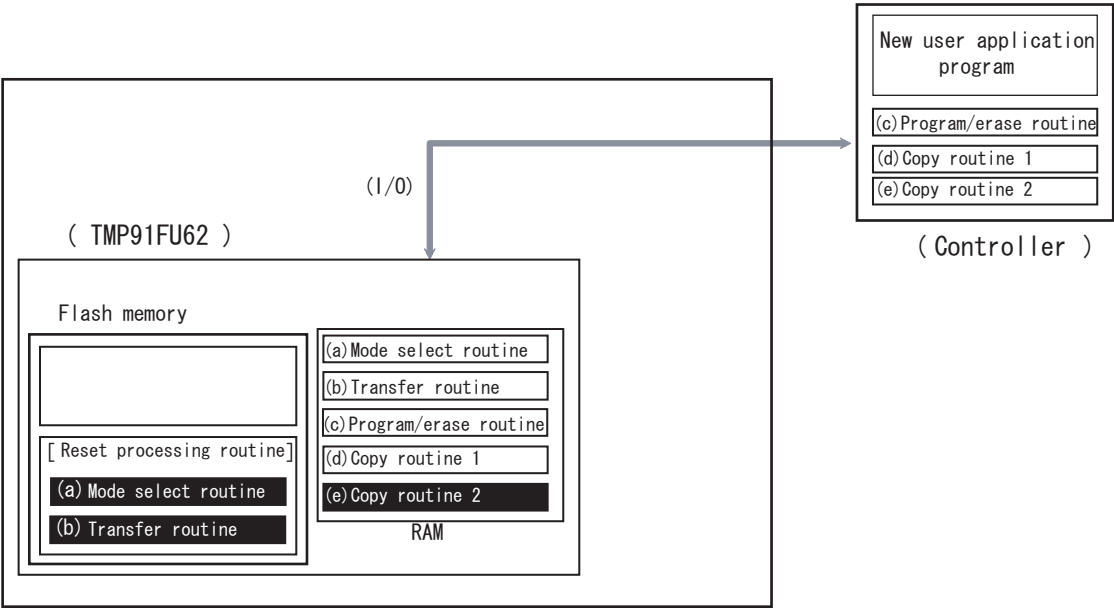 New user application
program
(c)Program/erase routine
(d)Copy routine 1
(e)Copy routine 2
( Controller )
(I/O)
( TMP91FU62 )
Flash memory
[ Reset processing routine]
(a) Mode select routine
(b) Transfer routine
(a)Mode select routine
(b)Transfer routine
(c)Program/erase routine
(d)Copy routine 1
(e)Copy routine 2
RAM